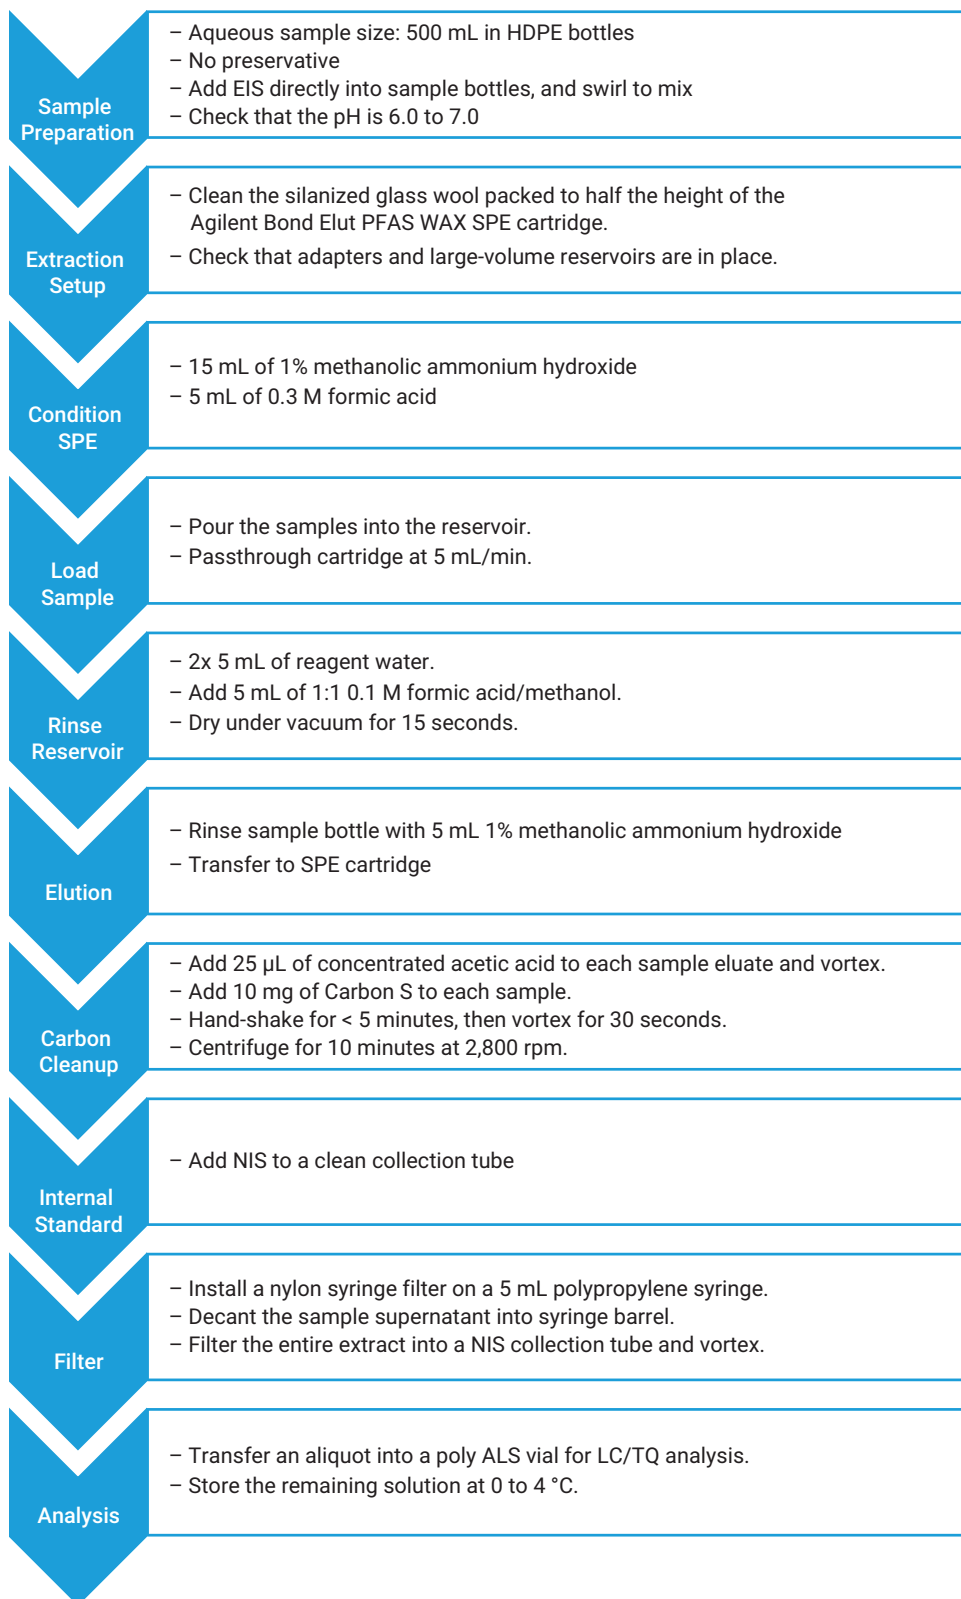 Sample
Preparation
– Aqueous sample size: 500 mL in HDPE bottles
– No preservative
– Add EIS directly into sample bottles, and swirl to mix
– Check that the pH is 6.0 to 7.0
Extraction
Setup
– Clean the silanized glass wool packed to half the height of the
Agilent Bond Elut PFAS WAX SPE cartridge.
– Check that adapters and large-volume reservoirs are in place.
Condition
SPE
– 15 mL of 1% methanolic ammonium hydroxide
– 5 mL of 0.3 M formic acid
Load
Sample
– Pour the samples into the reservoir.
– Passthrough cartridge at 5 mL/min.
Rinse
Reservoir
– 2x 5 mL of reagent water.
– Add 5 mL of 1:1 0.1 M formic acid/methanol.
– Dry under vacuum for 15 seconds.
Elution
– Rinse sample bottle with 5 mL 1% methanolic ammonium hydroxide
– Transfer to SPE cartridge
Carbon
Cleanup
– Add 25 µL of concentrated acetic acid to each sample eluate and vortex.
– Add 10 mg of Carbon S to each sample.
– Hand-shake for < 5 minutes, then vortex for 30 seconds.
– Centrifuge for 10 minutes at 2,800 rpm.
Internal
Standard
– Add NIS to a clean collection tube
Filter
– Install a nylon syringe filter on a 5 mL polypropylene syringe.
– Decant the sample supernatant into syringe barrel.
– Filter the entire extract into a NIS collection tube and vortex.
Analysis
– Transfer an aliquot into a poly ALS vial for LC/TQ analysis.
– Store the remaining solution at 0 to 4 °C.